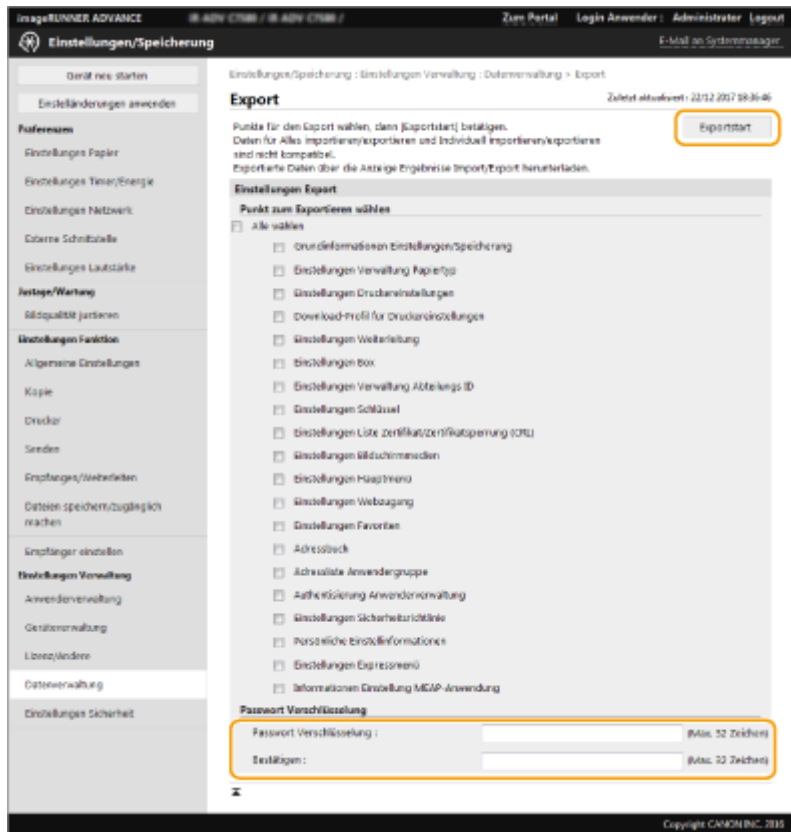 imageRUNNER ADVANCE
Zum Portal Login Anwender : Administrator Logout
Einstellungen/Speicherung
E-Mail an Systemmanager
Gerät neu starten
Einstelländerungen anwenden
Präferenzen
Einstellungen Papier
Einstellungen Timer/Energie
Einstellungen Netzwerk
Externe Schnittstelle
Einstellungen Lautstärke
Justage/Wartung
Bildqualität justieren
Einstellungen Funktion
Allgemeine Einstellungen
Kopie
Drucker
Senden
Empfangen/Weiterleiten
Dateien speichern/zugänglich
machen
Empfänger einstellen
Einstellungen Verwaltung
Anwenderverwaltung
Geräteverwaltung
Lizenz/Andere
Datenverwaltung
Einstellungen Sicherheit
Einstellungen/Speicherung : Einstellungen Verwaltung : Datenverwaltung > Export
Export
Zuletzt aktualisiert : 22/12 2017 18:36:46
Punkte für den Export wählen, dann [Exportstart] betätigen.
Daten für Alles importieren/exportieren und Individuell importieren/exportieren
sind nicht kompatibel.
Exportierte Daten über die Anzeige Ergebnisse Import/Export herunterladen.
Exportstart
Einstellungen Export
Punkt zum Exportieren wählen
Alle wählen
Grundinformationen Einstellungen/Speicherung
Einstellungen Verwaltung Papiertyp
Einstellungen Druckereinstellungen
Download-Profil für Druckereinstellungen
Einstellungen Weiterleitung
Einstellungen Box
Einstellungen Verwaltung Abteilungs ID
Einstellungen Schlüssel
Einstellungen Liste Zertifikat/Zertifikatsperrung (CRL)
Einstellungen Bildschirmmedien
Einstellungen Hauptmenü
Einstellungen Webzugang
Einstellungen Favoriten
Adressbuch
Adressliste Anwendergruppe
Authentisierung Anwenderverwaltung
Einstellungen Sicherheitsrichtlinie
Persönliche Einstellinformationen
Einstellungen Expressmenü
Informationen Einstellung MEAP-Anwendung
Passwort Verschlüsselung
Passwort Verschlüsselung : (Max. 32 Zeichen)
Bestätigen : (Max. 32 Zeichen)
Copyright CANON INC. 2016